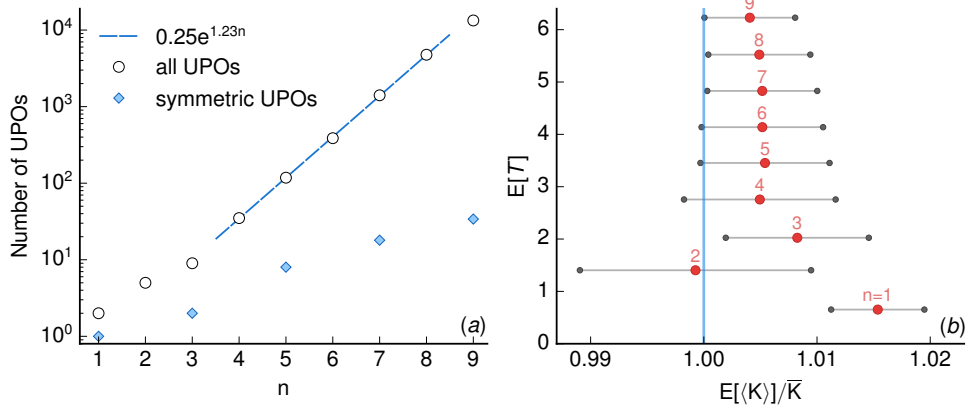 10^4
10^3
10^2
10^1
10^0
Number of UPOs
0.25e^{1.23n}
all UPOs
symmetric UPOs
(a)
1 2 3 4 5 6 7 8 9
n
6
5
4
3
2
1
0
E[T]
9
8
7
6
5
4
3
2
n=1
(b)
0.99 1.00 1.01 1.02
E[⟨K⟩]/K̅